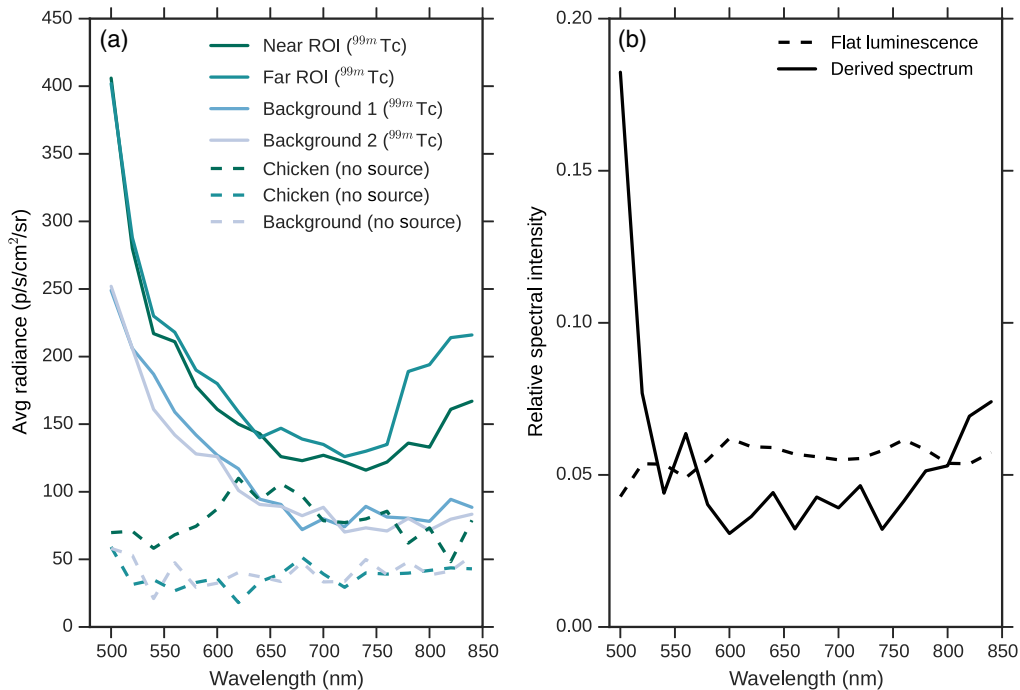 (a)
Near ROI (99mTc)
Far ROI (99mTc)
Background 1 (99mTc)
Background 2 (99mTc)
Chicken (no source)
Chicken (no source)
Background (no source)
450
400
350
300
250
200
150
100
50
0
Avg radiance (p/s/cm²/sr)
500 550 600 650 700 750 800 850
Wavelength (nm)
(b)
Flat luminescence
Derived spectrum
0.20
0.15
0.10
0.05
0.00
Relative spectral intensity
500 550 600 650 700 750 800 850
Wavelength (nm)